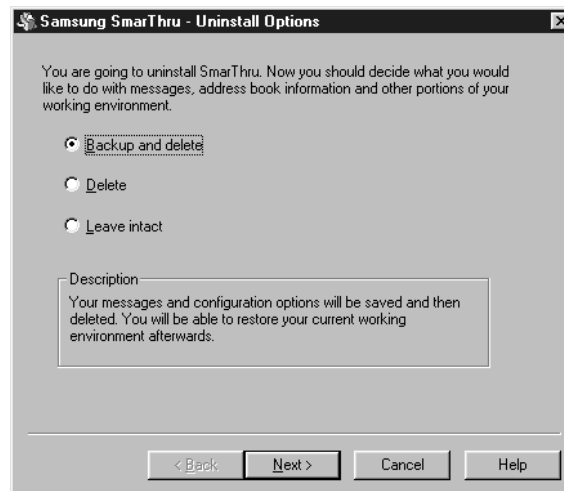 Samsung SmarThru - Uninstall Options
You are going to uninstall SmarThru. Now you should decide what you would
like to do with messages, address book information and other portions of your
working environment.
Backup and delete
Delete
Leave intact
Description
Your messages and configuration options will be saved and then
deleted. You will be able to restore your current working
environment afterwards.
< Back Next > Cancel Help